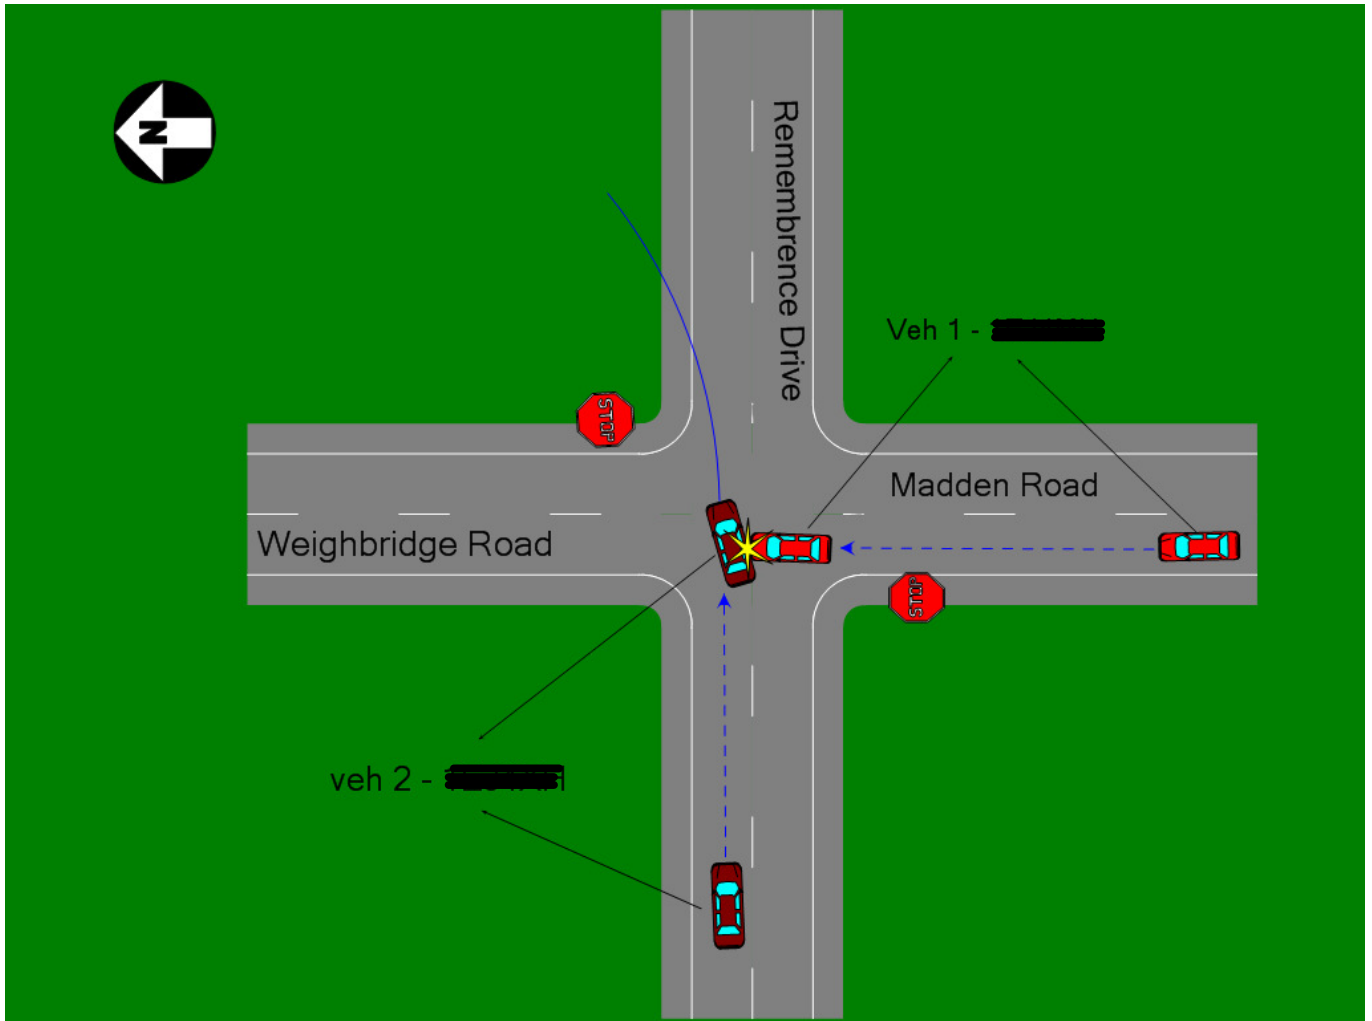 N
Remembrence Drive
Veh 1 -
STOP
Madden Road
Weighbridge Road
STOP
veh 2 -